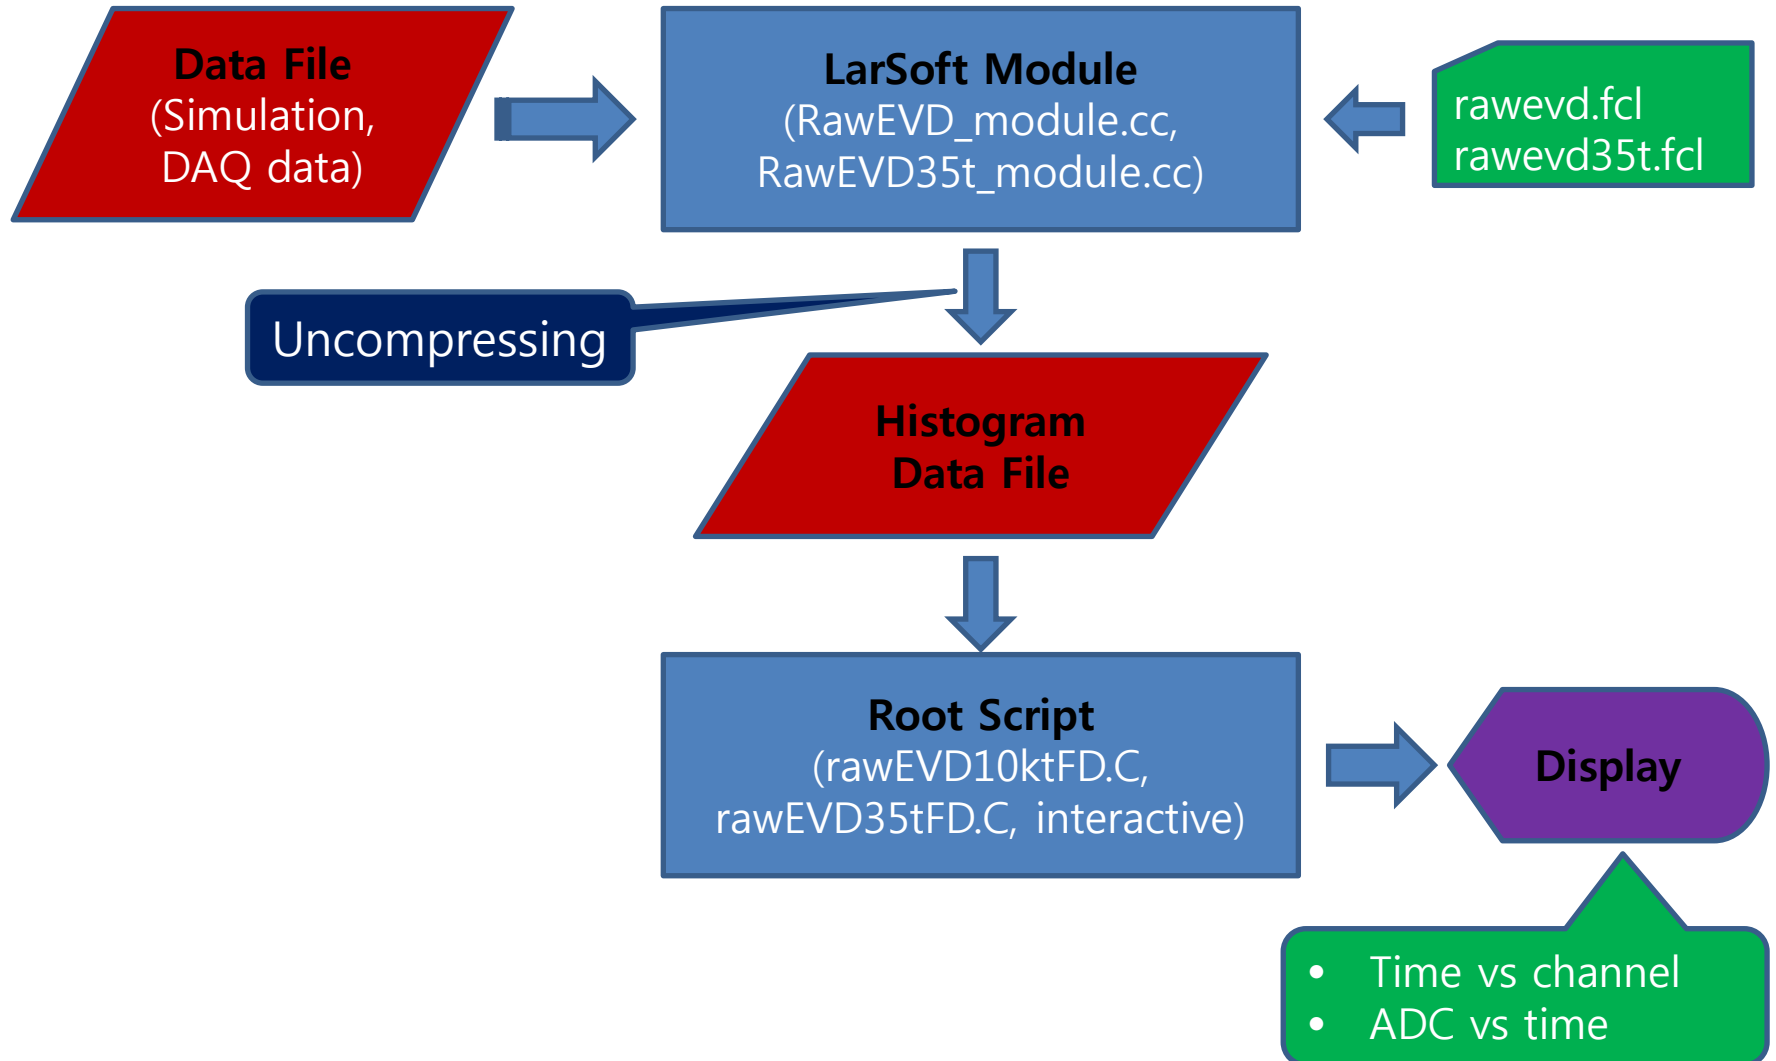 Data File
(Simulation,
DAQ data)
LarSoft Module
(RawEVD_module.cc,
RawEVD35t_module.cc)
rawevd.fcl
rawevd35t.fcl
Uncompressing
Histogram
Data File
Root Script
(rawEVD10ktFD.C,
rawEVD35tFD.C, interactive)
Display
• Time vs channel
• ADC vs time